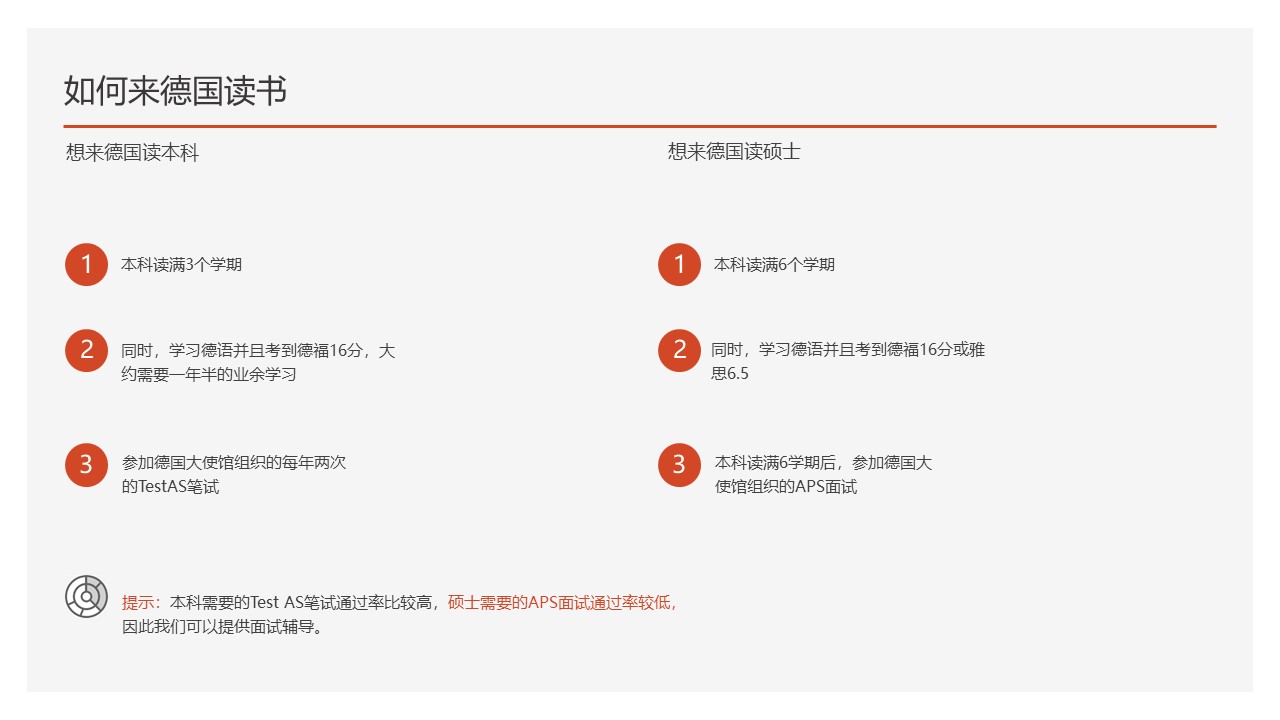 如何来德国读书
想来德国读本科
1
本科读满3个学期
2
同时，学习德语并且考到德福16分，大
约需要一年半的业余学习
3
参加德国大使馆组织的每年两次
的TestAS笔试
想来德国读硕士
1
本科读满6个学期
2
同时，学习德语并且考到德福16分或雅
思6.5
3
本科读满6学期后，参加德国大
使馆组织的APS面试
提示：本科需要的Test AS笔试通过率比较高，硕士需要的APS面试通过率较低，
因此我们可以提供面试辅导。